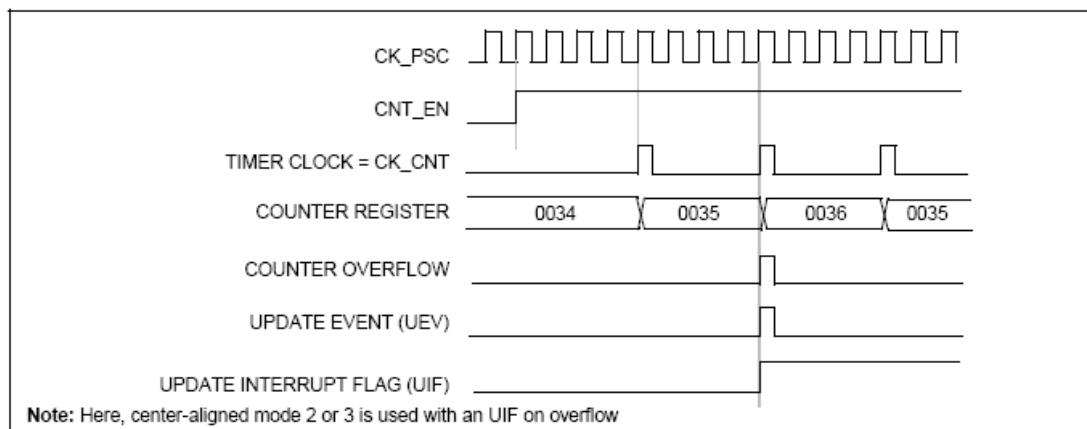 CK_PSC
CNT_EN
TIMER CLOCK = CK_CNT
COUNTER REGISTER 0034 0035 0036 0035
COUNTER OVERFLOW
UPDATE EVENT (UEV)
UPDATE INTERRUPT FLAG (UIF)
Note: Here, center-aligned mode 2 or 3 is used with an UIF on overflow